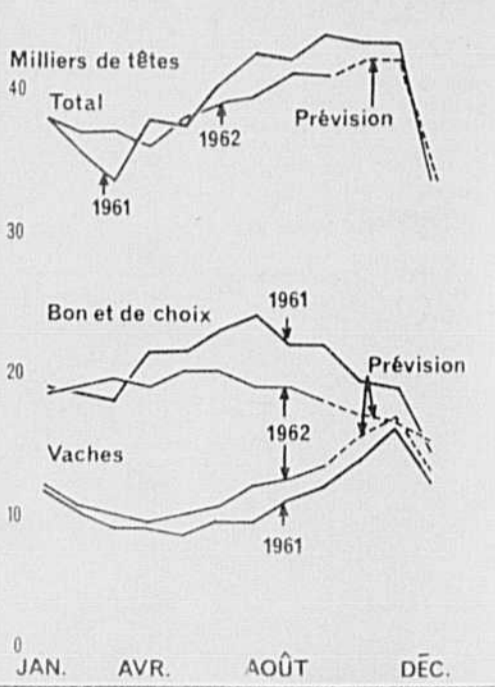 Milliers de têtes
40
Total
Prévision
1962
1961
30
1961
Bon et de choix
20
Prévision
1962
Vaches
10
1961
0
JAN. AVR. AOÛT DÉC.